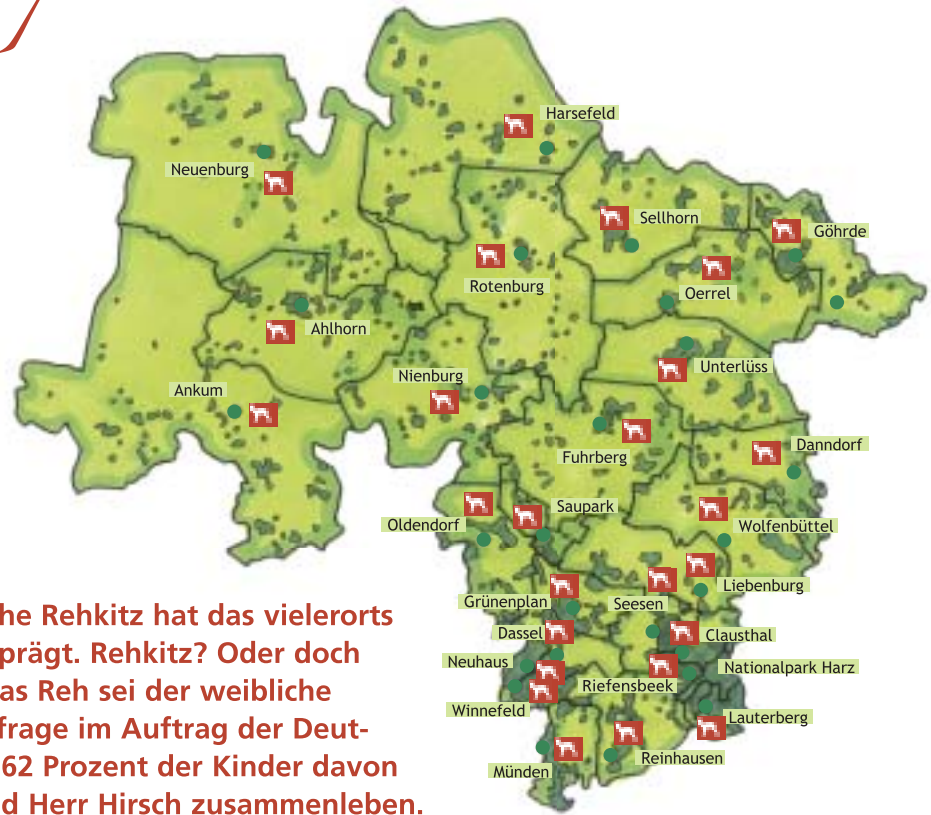 Harsefeld
Neuenburg
Sellhorn
Göhrde
Rotenburg
Oerrel
Ahlhorn
Unterlüss
Nienburg
Ankum
Danndorf
Fuhrberg
Saupark
Oldendorf
Wolfenbüttel
Liebenburg
Grünenplan
Seesen
Dassel
Clausthal
Neuhaus
Nationalpark Harz
Riefensbeek
Winnefeld
Lauterberg
Reinhausen
Münden
he Rehkitz hat das vielerorts
prägt. Rehkitz? Oder doch
as Reh sei der weibliche
frage im Auftrag der Deut-
62 Prozent der Kinder davon
d Herr Hirsch zusammenleben.